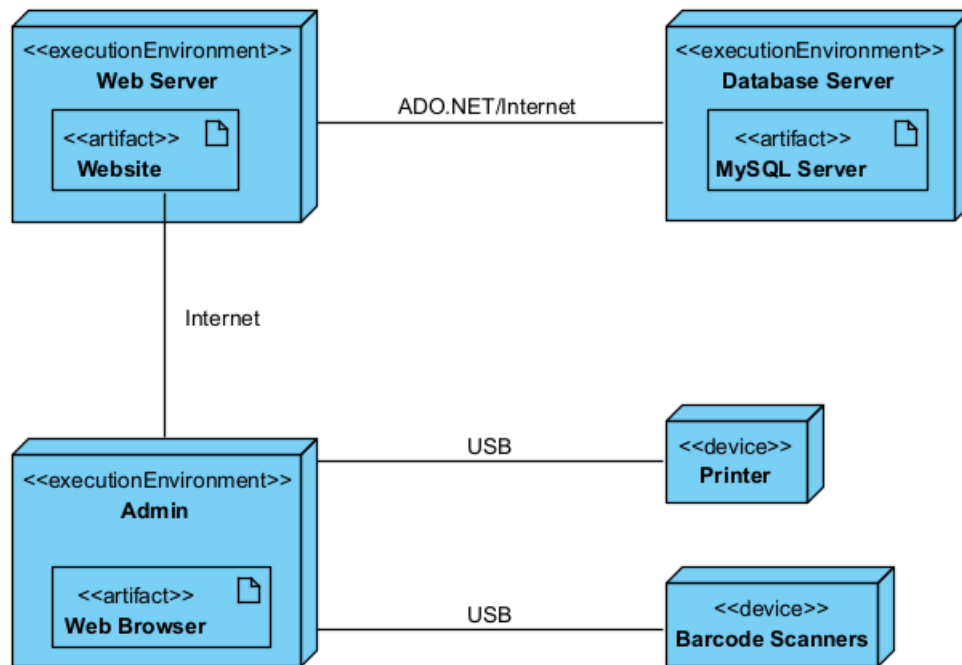 <<executionEnvironment>>
Web Server
<<artifact>>
Website
ADO.NET/Internet
<<executionEnvironment>>
Database Server
<<artifact>>
MySQL Server
Internet
<<executionEnvironment>>
Admin
<<artifact>>
Web Browser
USB
<<device>>
Printer
USB
<<device>>
Barcode Scanners